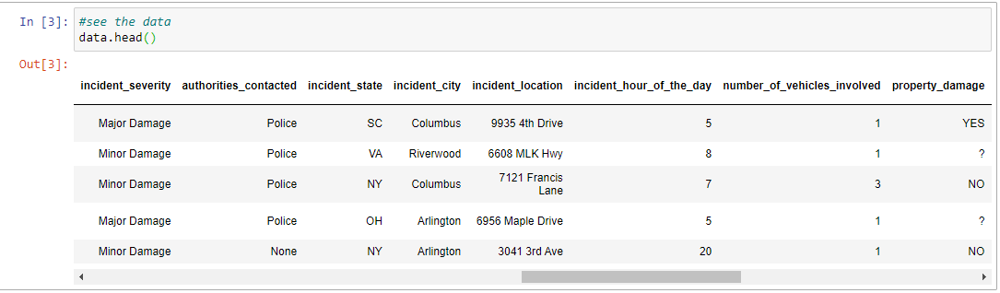 In [3]: #see the data
data.head()
Out[3]:
incident_severity authorities_contacted incident_state incident_city incident_location incident_hour_of_the_day number_of_vehicles_involved property_damage
Major Damage Police SC Columbus 9935 4th Drive 5 1 YES
Minor Damage Police VA Riverwood 6608 MLK Hwy 8 1 ?
Minor Damage Police NY Columbus 7121 Francis Lane 7 3 NO
Major Damage Police OH Arlington 6956 Maple Drive 5 1 ?
Minor Damage None NY Arlington 3041 3rd Ave 20 1 NO